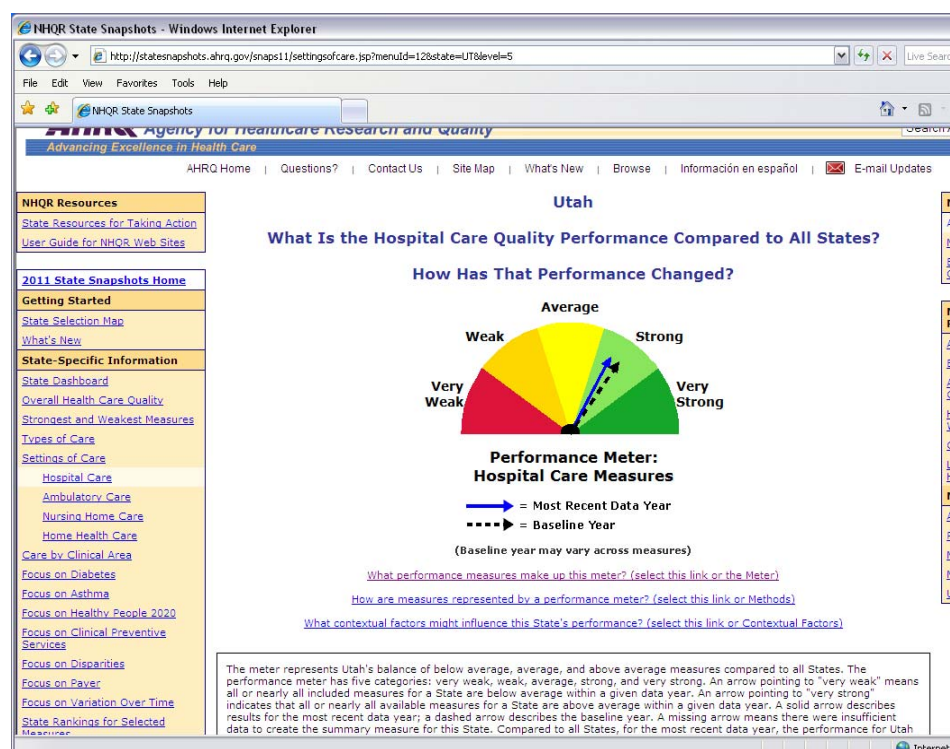 NHQR State Snapshots - Windows Internet Explorer
http://statesnapshots.ahrq.gov/snaps11/settingsofcare.jsp?menuId=12&state=UT&level=5
Live Sear
File Edit View Favorites Tools Help
NHQR State Snapshots
Agency for Healthcare Research and Quality
Advancing Excellence in Health Care
AHRQ Home | Questions? | Contact Us | Site Map | What's New | Browse | Información en español | E-mail Updates
NHQR Resources
State Resources for Taking Action
User Guide for NHQR Web Sites
2011 State Snapshots Home
Getting Started
State Selection Map
What's New
State-Specific Information
State Dashboard
Overall Health Care Quality
Strongest and Weakest Measures
Types of Care
Settings of Care
Hospital Care
Ambulatory Care
Nursing Home Care
Home Health Care
Care by Clinical Area
Focus on Diabetes
Focus on Asthma
Focus on Healthy People 2020
Focus on Clinical Preventive
Services
Focus on Disparities
Focus on Payer
Focus on Variation Over Time
State Rankings for Selected
Measures
Utah
What Is the Hospital Care Quality Performance Compared to All States?
How Has That Performance Changed?
Average
Weak
Strong
Very
Weak
Very
Strong
Performance Meter:
Hospital Care Measures
= Most Recent Data Year
= Baseline Year
(Baseline year may vary across measures)
What performance measures make up this meter? (select this link or the Meter)
How are measures represented by a performance meter? (select this link or Methods)
What contextual factors might influence this State's performance? (select this link or Contextual Factors)
The meter represents Utah's balance of below average, average, and above average measures compared to all States. The
performance meter has five categories: very weak, weak, average, strong, and very strong. An arrow pointing to "very weak" means
all or nearly all included measures for a State are below average within a given data year. An arrow pointing to "very strong"
indicates that all or nearly all available measures for a State are above average within a given data year. A solid arrow describes
results for the most recent data year; a dashed arrow describes the baseline year. A missing arrow means there were insufficient
data to create the summary measure for this State. Compared to all States, for the most recent data year, the performance for Utah
Internet